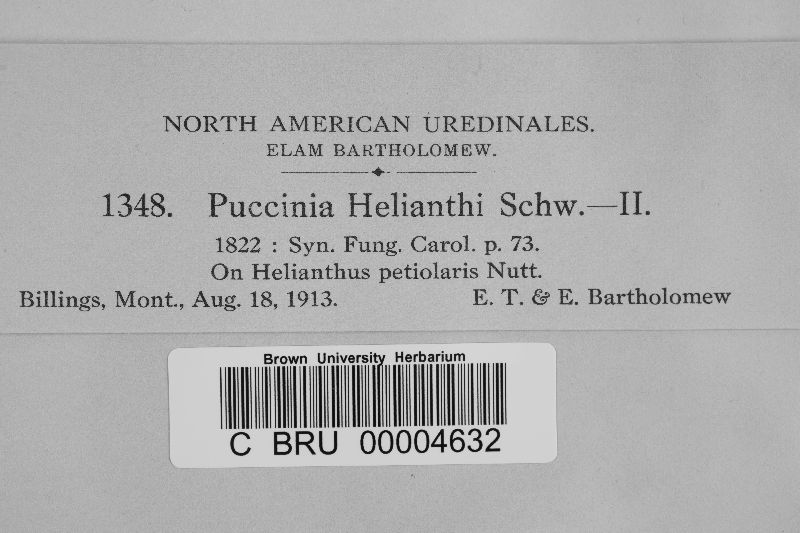 NORTH AMERICAN UREDINALES.
ELAM BARTHOLOMEW.
1348. Puccinia Helianthi Schw.—II.
1822 : Syn. Fung. Carol. p. 73.
On Helianthus petiolaris Nutt.
Billings, Mont., Aug. 18, 1913. E. T. & E. Bartholomew
Brown University Herbarium
C BRU 00004632